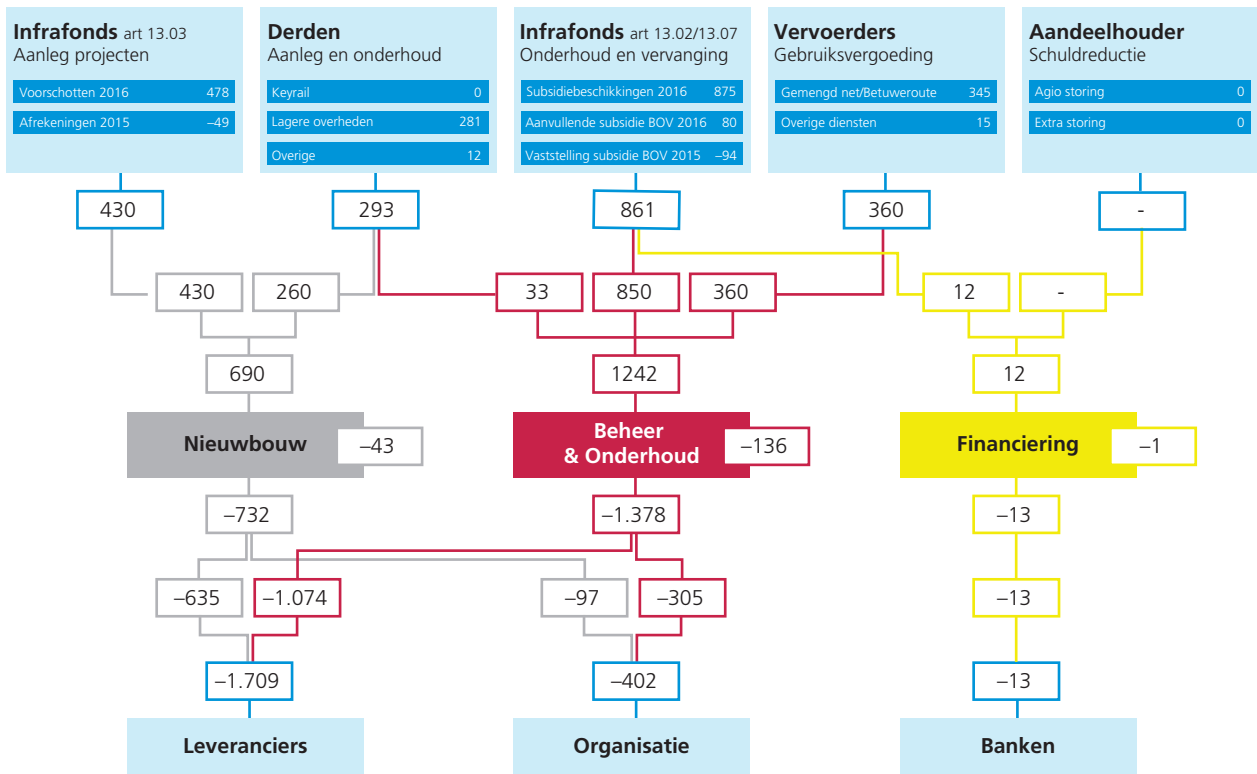 Infrafonds art 13.03
Aanleg projecten
Voorschotten 2016 478
Afrekeningen 2015 –49
Derden
Aanleg en onderhoud
Keyrail 0
Lagere overheden 281
Overige 12
Infrafonds art 13.02/13.07
Onderhoud en vervanging
Subsidiebeschikkingen 2016 875
Aanvullende subsidie BOV 2016 80
Vaststelling subsidie BOV 2015 –94
Vervoerders
Gebruiksvergoeding
Gemengd net/Betuweroute 345
Overige diensten 15
Aandeelhouder
Schuldreductie
Agio storing 0
Extra storing 0
430 293 861 360 -
430 260 33 850 360 12 -
690 1242 12
Nieuwbouw –43
Beheer
& Onderhoud –136
Financiering –1
–732 –1.378 –13
–635 –1.074 –97 –305 –13
–1.709 –402 –13
Leveranciers Organisatie Banken